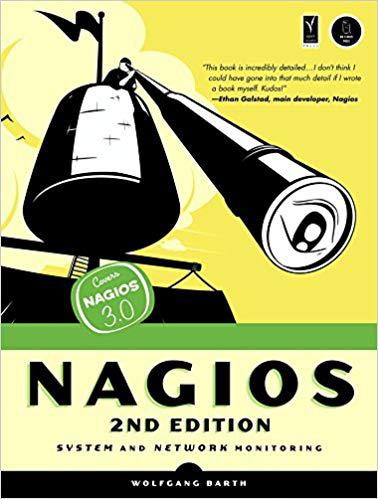 "This book is incredibly detailed....I don't think I
could have gone into that much detail if I wrote
a book myself. Kudos!"
—Ethan Galstad, main developer, Nagios
Covers
NAGIOS
3.0
NAGIOS
2ND EDITION
SYSTEM AND NETWORK MONITORING
WOLFGANG BARTH